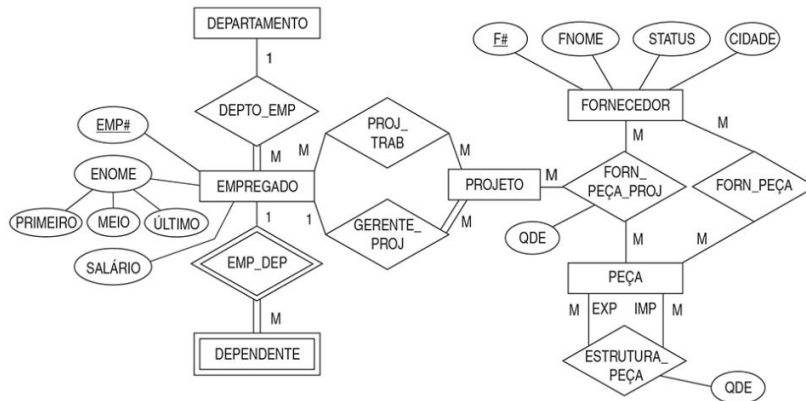 DEPARTAMENTO
1
DEPTO_EMP
M
EMP#
ENOME
PRIMEIRO
MEIO
ÚLTIMO
SALÁRIO
EMPREGADO
1
EMP_DEP
M
DEPENDENTE
M
PROJ_
TRAB
M
1
GERENTE_
PROJ
M
PROJETO
M
F#
FNOME
STATUS
CIDADE
FORNECEDOR
M
M
FORN_
PEÇA_PROJ
FORN_PEÇA
QDE
M
M
PEÇA
M
EXP
IMP
M
ESTRUTURA_
PEÇA
QDE